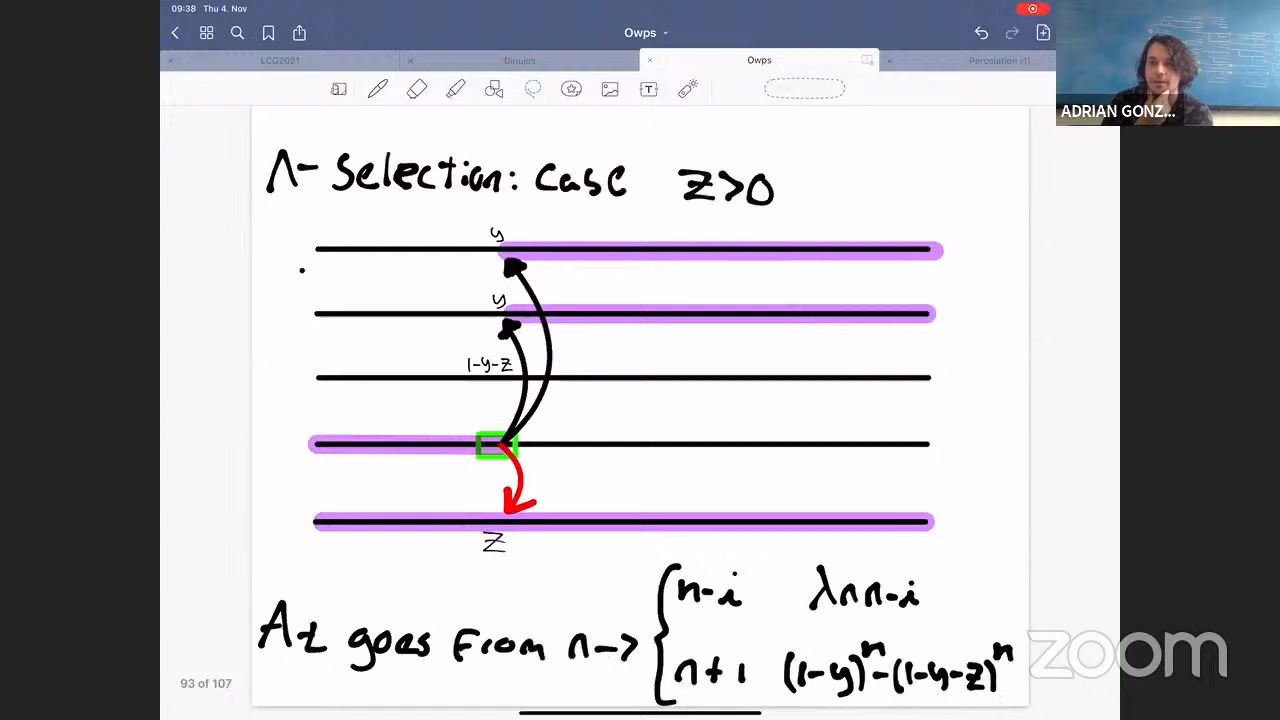 09:38 Thu 4. Nov
Owps
LCG2021
Dinulos
Owps
Percolation (1)
ADRIAN GONZ...
Λ-Selection: case z>0
y
y
1-y-z
z
At goes from n->
n-i λn n-i
n+1 (1-y)^n-(1-y-z)^n
93 of 107
zoom